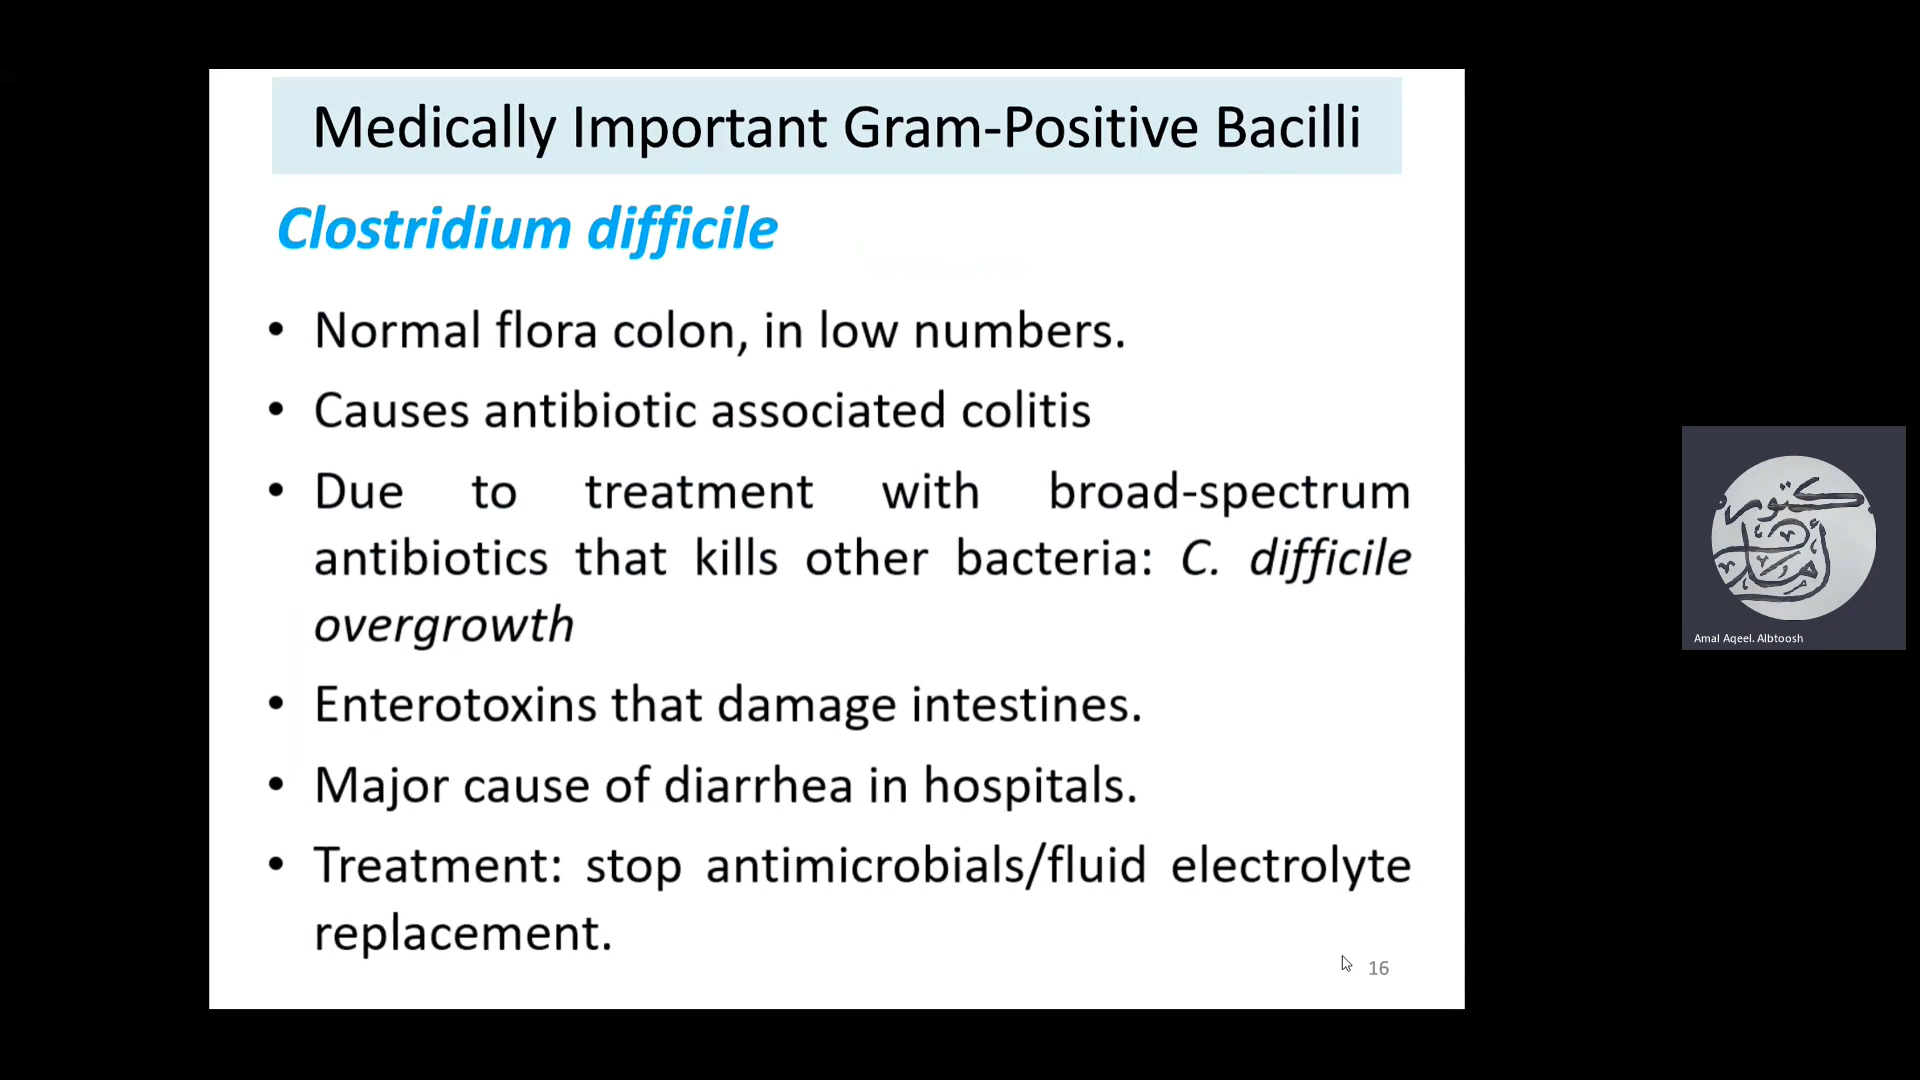 Medically Important Gram-Positive Bacilli
Clostridium difficile
• Normal flora colon, in low numbers.
• Causes antibiotic associated colitis
• Due to treatment with broad-spectrum
antibiotics that kills other bacteria: C. difficile
overgrowth
• Enterotoxins that damage intestines.
• Major cause of diarrhea in hospitals.
• Treatment: stop antimicrobials/fluid electrolyte
replacement.
16
دكتورة
أمل
Amal Aqeel. Albtoosh